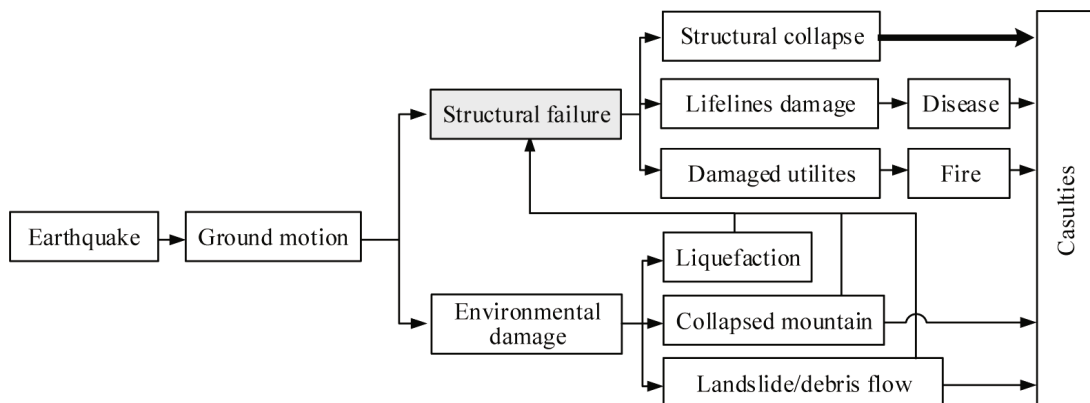 Structural collapse
Structural failure
Lifelines damage
Disease
Damaged utilites
Fire
Casulties
Earthquake
Ground motion
Liquefaction
Environmental
damage
Collapsed mountain
Landslide/debris flow